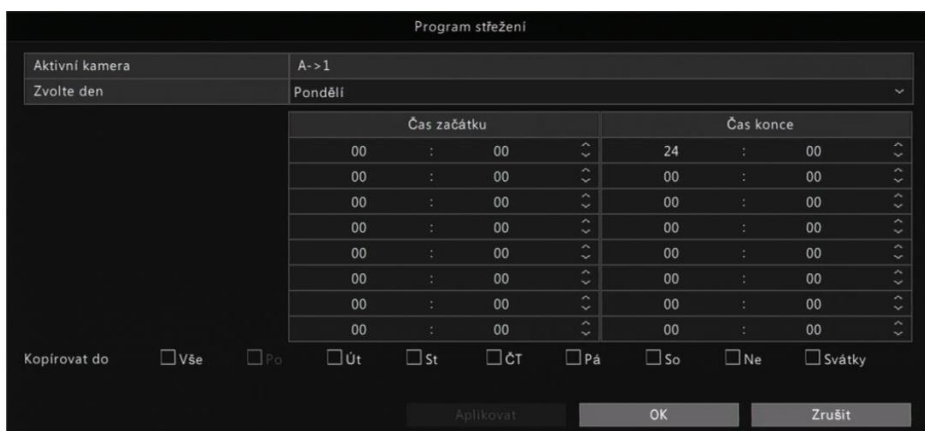 Program střežení
Aktivní kamera A->1
Zvolte den Pondělí
Čas začátku Čas konce
00 : 00 24 : 00
00 : 00 00 : 00
00 : 00 00 : 00
00 : 00 00 : 00
00 : 00 00 : 00
00 : 00 00 : 00
00 : 00 00 : 00
00 : 00 00 : 00
Kopírovat do Vše Po Út St ČT Pá So Ne Svátky
Aplikovat OK Zrušit